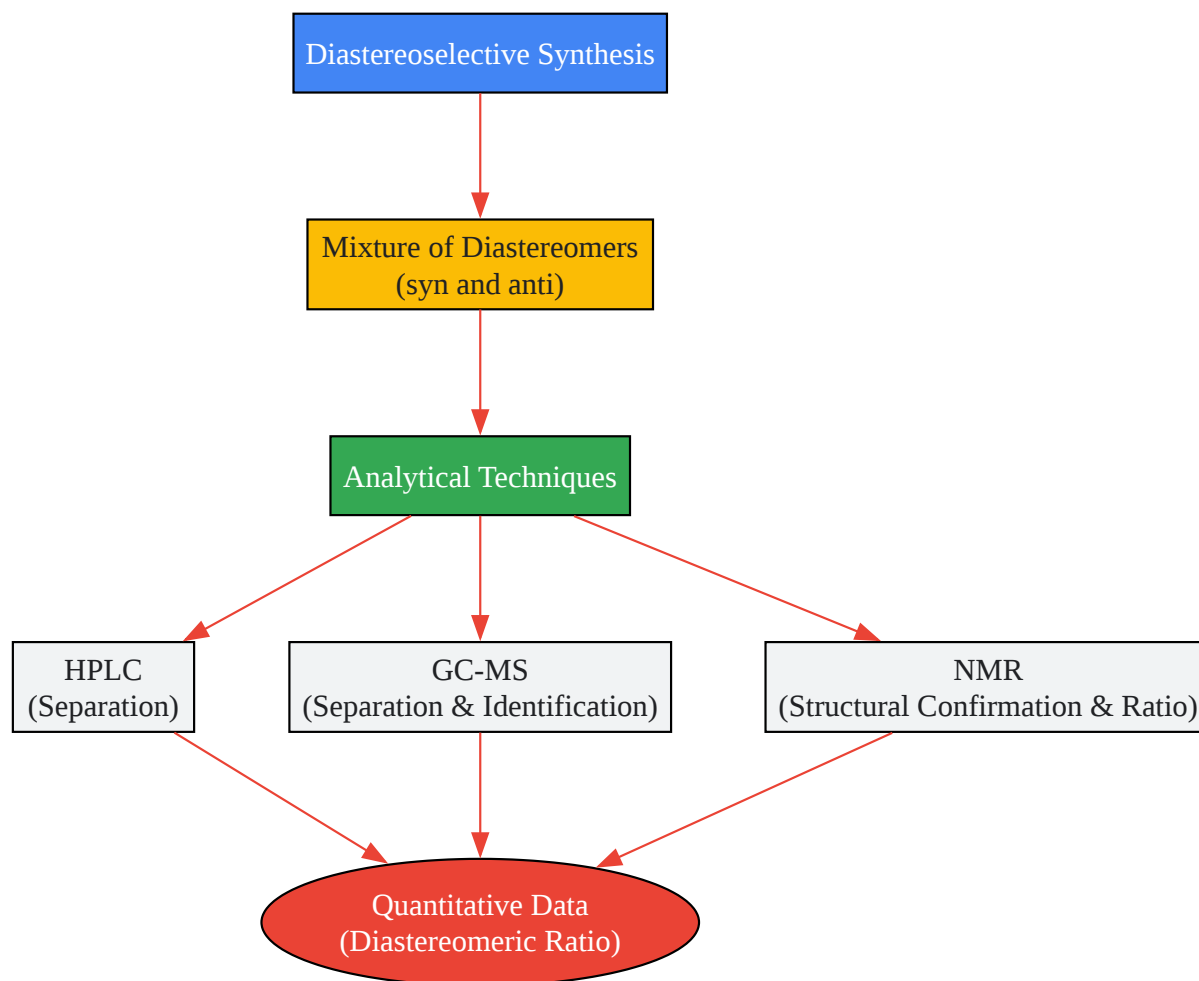 Diastereoselective Synthesis
Mixture of Diastereomers
(syn and anti)
Analytical Techniques
HPLC
(Separation)
GC-MS
(Separation & Identification)
NMR
(Structural Confirmation & Ratio)
Quantitative Data
(Diastereomeric Ratio)